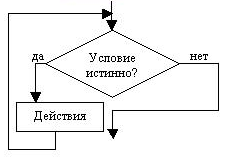 Условие
да
нет
истинно?
Действия